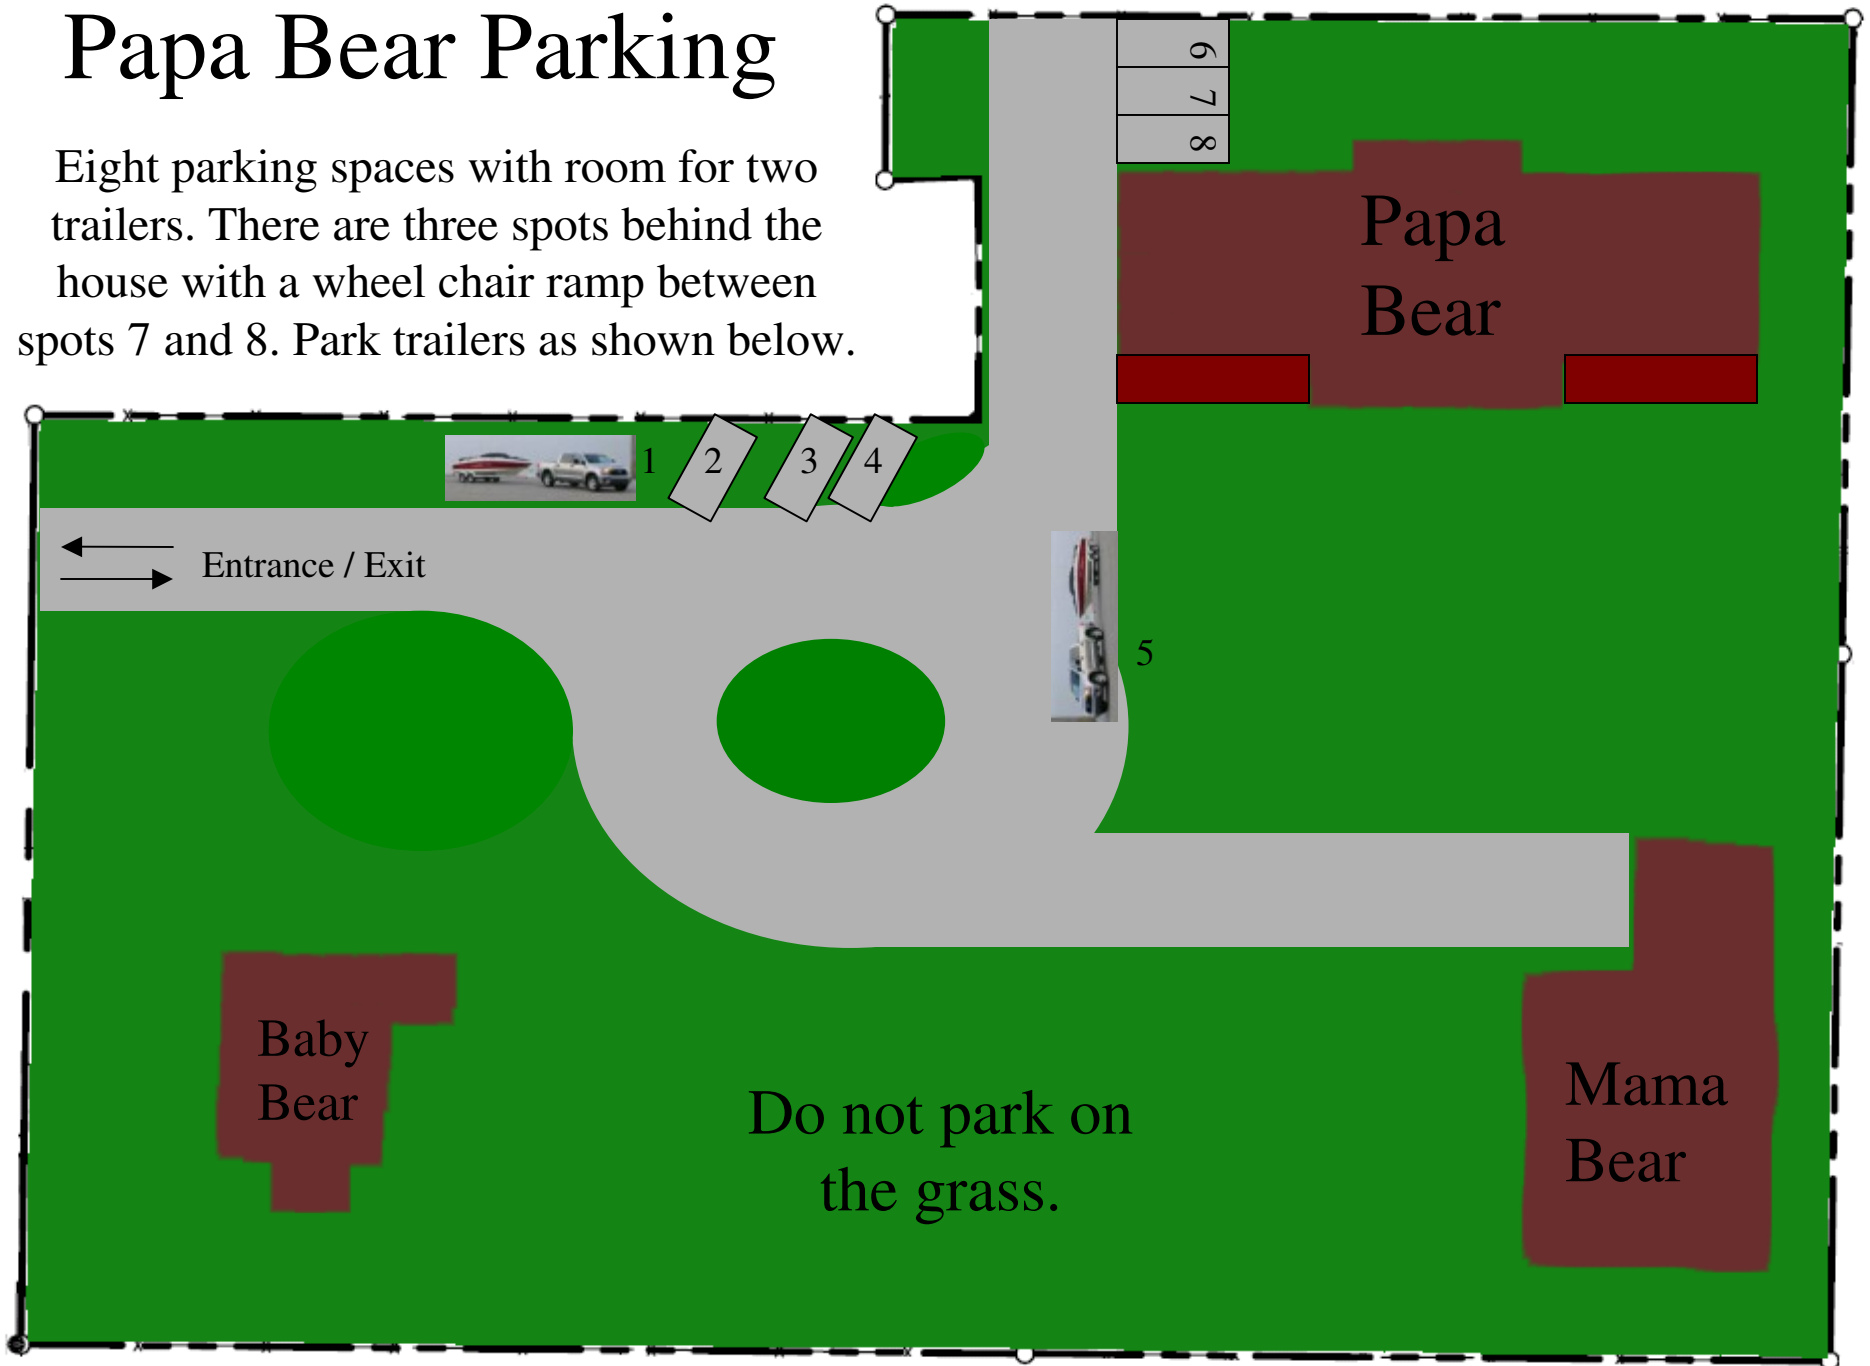 Papa Bear Parking
Eight parking spaces with room for two
trailers. There are three spots behind the
house with a wheel chair ramp between
spots 7 and 8. Park trailers as shown below.
6
7
8
Papa
Bear
1
2
3
4
Entrance / Exit
5
Baby
Bear
Do not park on
the grass.
Mama
Bear